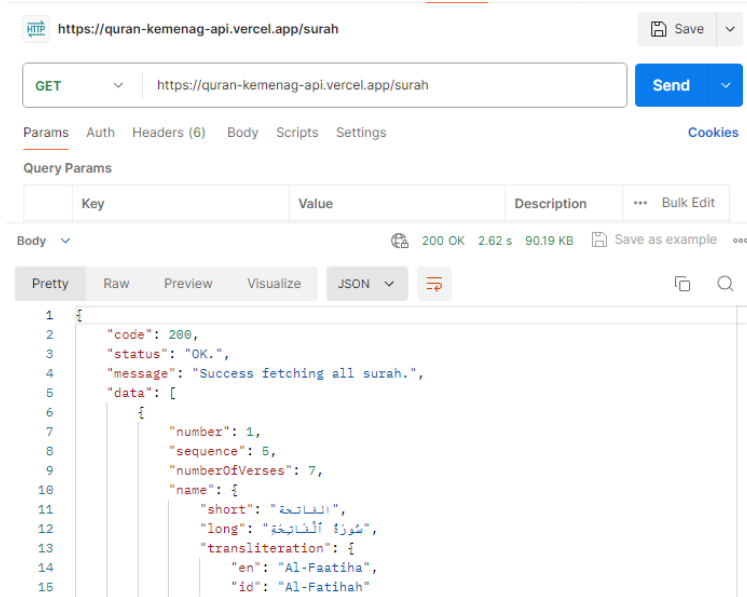 HTTP https://quran-kemenag-api.vercel.app/surah Save
GET https://quran-kemenag-api.vercel.app/surah Send
Params Auth Headers (6) Body Scripts Settings Cookies
Query Params
Key Value Description ••• Bulk Edit
Body 200 OK 2.62 s 90.19 KB Save as example •••
Pretty Raw Preview Visualize JSON
1 {
2 "code": 200,
3 "status": "OK.",
4 "message": "Success fetching all surah.",
5 "data": [
6 {
7 "number": 1,
8 "sequence": 5,
9 "numberOfVerses": 7,
10 "name": {
11 "short": "الفاتحة",
12 "long": "سُورَةُ ٱلْفَاتِحَةِ",
13 "transliteration": {
14 "en": "Al-Faatiha",
15 "id": "Al-Fatihah"